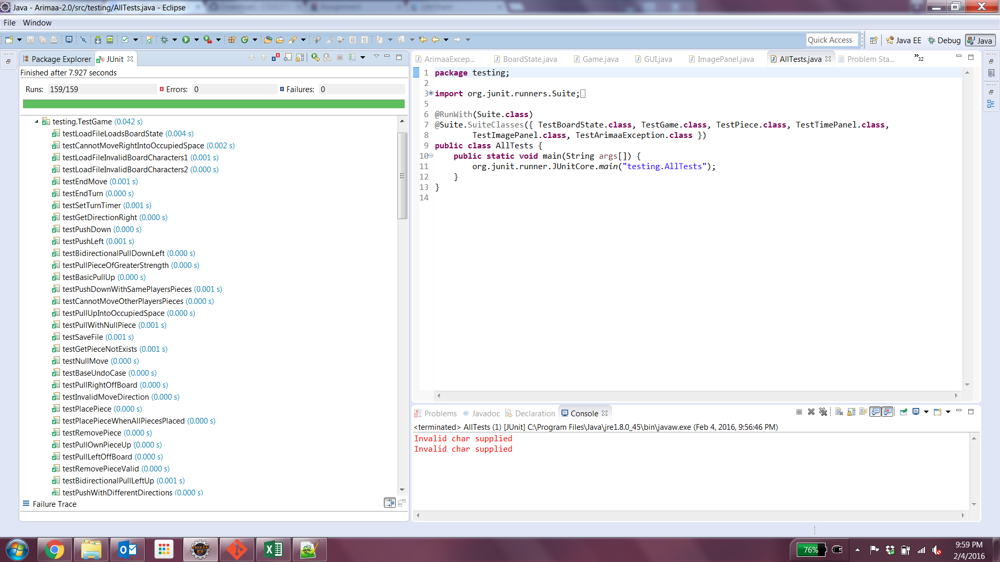 Java - Arimaa-2.0/src/testing/AllTests.java - Eclipse
File Window
Quick Access
Java EE
Debug
Java
Package Explorer
JUnit
Finished after 7.927 seconds
Runs: 159/159 Errors: 0 Failures: 0
testing.TestGame (0.042 s)
testLoadFileLoadsBoardState (0.004 s)
testCannotMoveRightIntoOccupiedSpace (0.002 s)
testLoadFileInvalidBoardCharacters1 (0.001 s)
testLoadFileInvalidBoardCharacters2 (0.000 s)
testEndMove (0.001 s)
testEndTurn (0.000 s)
testSetTurnTimer (0.001 s)
testGetDirectionRight (0.000 s)
testPushDown (0.000 s)
testPushLeft (0.001 s)
testBidirectionalPullDownLeft (0.000 s)
testPullPieceOfGreaterStrength (0.000 s)
testBasicPullUp (0.000 s)
testPushDownWithSamePlayersPieces (0.001 s)
testCannotMoveOtherPlayersPieces (0.000 s)
testPullUpIntoOccupiedSpace (0.000 s)
testPullWithNullPiece (0.001 s)
testSaveFile (0.001 s)
testGetPieceNotExists (0.001 s)
testNullMove (0.000 s)
testBaseUndoCase (0.000 s)
testPullRightOffBoard (0.000 s)
testInvalidMoveDirection (0.000 s)
testPlacePiece (0.000 s)
testPlacePieceWhenAllPiecesPlaced (0.000 s)
testRemovePiece (0.000 s)
testPullOwnPieceUp (0.000 s)
testPullLeftOffBoard (0.000 s)
testRemovePieceValid (0.000 s)
testBidirectionalPullLeftUp (0.001 s)
testPushWithDifferentDirections (0.000 s)
Failure Trace
ArimaaExcep... BoardState.java Game.java GUI.java ImagePanel.java AllTests.java Problem Sta... »32
1 package testing;
2
3 import org.junit.runners.Suite;
5
6 @RunWith(Suite.class)
7 @Suite.SuiteClasses({ TestBoardState.class, TestGame.class, TestPiece.class, TestTimePanel.class,
8 TestImagePanel.class, TestArimaaException.class })
9 public class AllTests {
10 public static void main(String args[]) {
11 org.junit.runner.JUnitCore.main("testing.AllTests");
12 }
13 }
14
Problems Javadoc Declaration Console
<terminated> AllTests (1) [JUnit] C:\Program Files\Java\jre1.8.0_45\bin\javaw.exe (Feb 4, 2016, 9:56:46 PM)
Invalid char supplied
Invalid char supplied
Java EE
IDE
76%
9:59 PM
2/4/2016